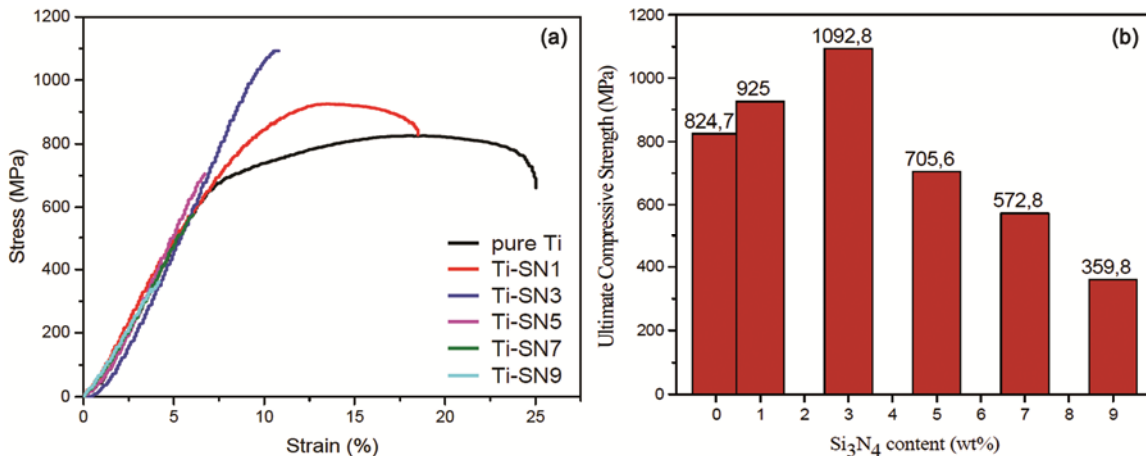 (a)
Stress (MPa)
1200
1000
800
600
400
200
0
0 5 10 15 20 25
Strain (%)
pure Ti
Ti-SN1
Ti-SN3
Ti-SN5
Ti-SN7
Ti-SN9
(b)
Ultimate Compressive Strength (MPa)
1200
1000
800
600
400
200
0
824,7
925
1092,8
705,6
572,8
359,8
0 1 2 3 4 5 6 7 8 9
Si₃N₄ content (wt%)